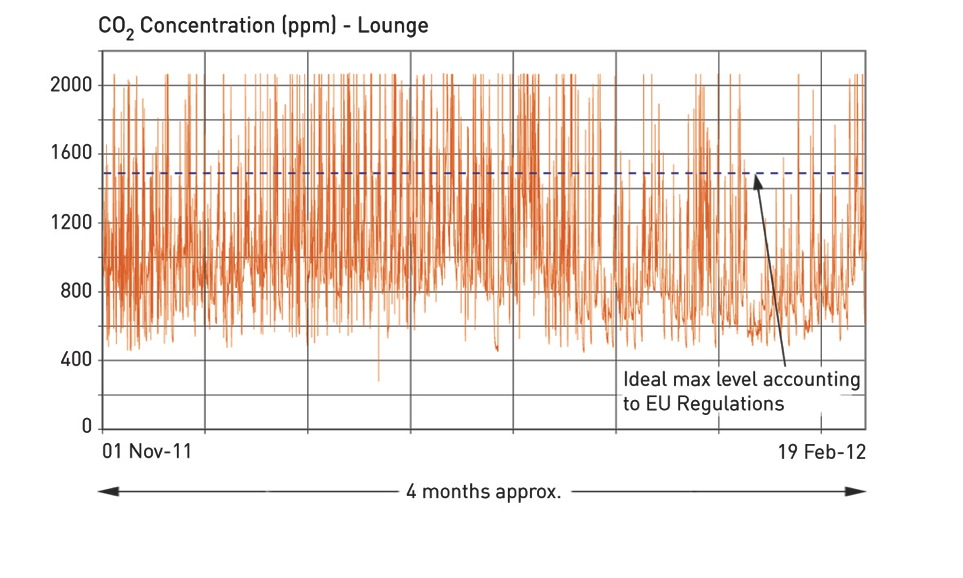 CO₂ Concentration (ppm) - Lounge
2000
1600
1200
800
400
0
Ideal max level accounting
to EU Regulations
01 Nov-11
19 Feb-12
4 months approx.